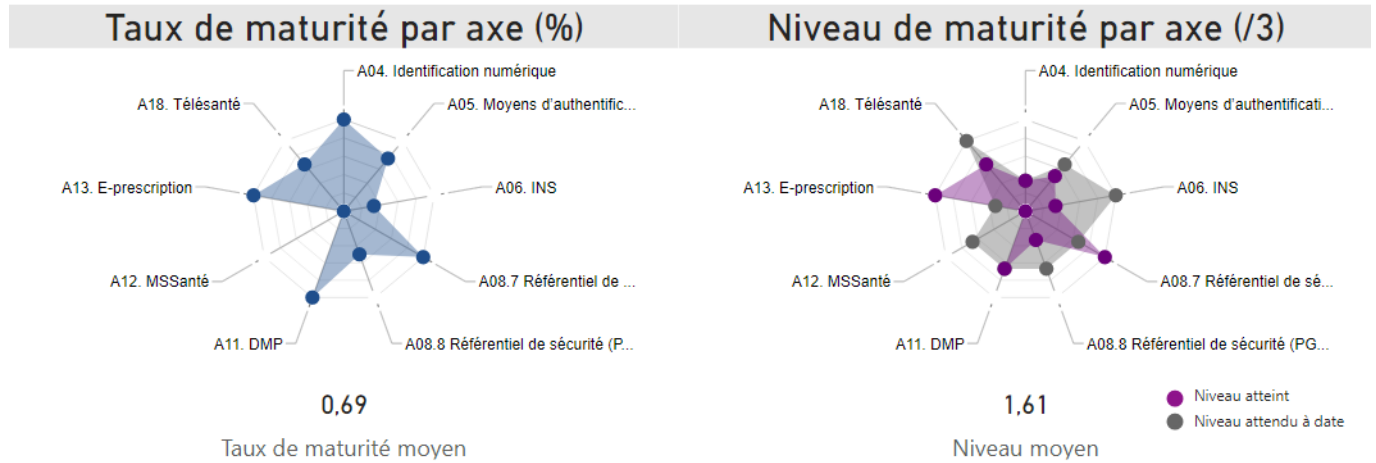 Taux de maturité par axe (%)
A04. Identification numérique
A18. Télésanté
A05. Moyens d'authentific...
A13. E-prescription
A06. INS
A12. MSSanté
A08.7 Référentiel de ...
A11. DMP
A08.8 Référentiel de sécurité (P...
0,69
Taux de maturité moyen
Niveau de maturité par axe (/3)
A04. Identification numérique
A18. Télésanté
A05. Moyens d'authentificati...
A13. E-prescription
A06. INS
A12. MSSanté
A08.7 Référentiel de sé...
A11. DMP
A08.8 Référentiel de sécurité (PG...
1,61
Niveau moyen
Niveau atteint
Niveau attendu à date